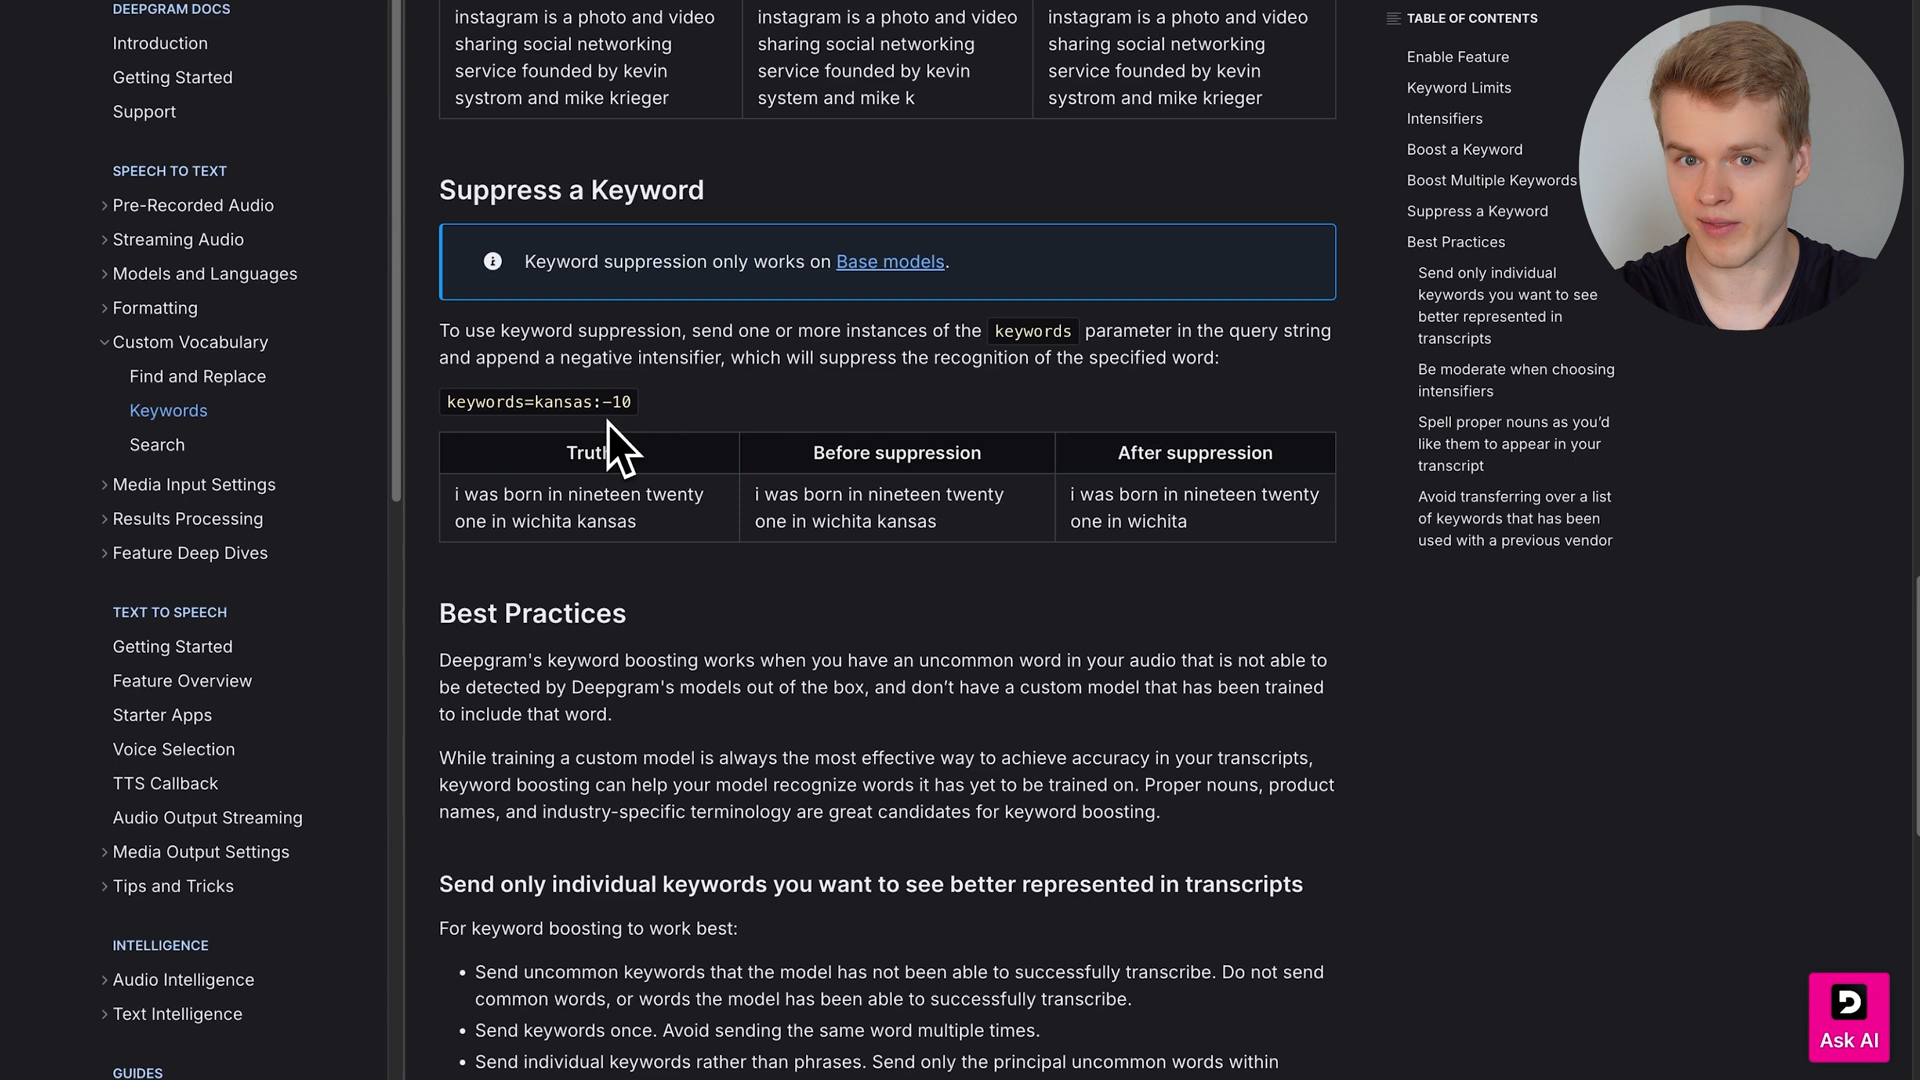 DEEPGRAM DOCS
Introduction
Getting Started
Support
SPEECH TO TEXT
Pre-Recorded Audio
Streaming Audio
Models and Languages
Formatting
Custom Vocabulary
Find and Replace
Keywords
Search
Media Input Settings
Results Processing
Feature Deep Dives
TEXT TO SPEECH
Getting Started
Feature Overview
Starter Apps
Voice Selection
TTS Callback
Audio Output Streaming
Media Output Settings
Tips and Tricks
INTELLIGENCE
Audio Intelligence
Text Intelligence
GUIDES
instagram is a photo and video
sharing social networking
service founded by kevin
systrom and mike krieger
instagram is a photo and video
sharing social networking
service founded by kevin
system and mike k
instagram is a photo and video
sharing social networking
service founded by kevin
systrom and mike krieger
Suppress a Keyword
Keyword suppression only works on Base models.
To use keyword suppression, send one or more instances of the keywords parameter in the query string
and append a negative intensifier, which will suppress the recognition of the specified word:
keywords=kansas:-10
Truth
Before suppression
After suppression
i was born in nineteen twenty
one in wichita kansas
i was born in nineteen twenty
one in wichita kansas
i was born in nineteen twenty
one in wichita
Best Practices
Deepgram's keyword boosting works when you have an uncommon word in your audio that is not able to
be detected by Deepgram's models out of the box, and don’t have a custom model that has been trained
to include that word.
While training a custom model is always the most effective way to achieve accuracy in your transcripts,
keyword boosting can help your model recognize words it has yet to be trained on. Proper nouns, product
names, and industry-specific terminology are great candidates for keyword boosting.
Send only individual keywords you want to see better represented in transcripts
For keyword boosting to work best:
• Send uncommon keywords that the model has not been able to successfully transcribe. Do not send
common words, or words the model has been able to successfully transcribe.
• Send keywords once. Avoid sending the same word multiple times.
• Send individual keywords rather than phrases. Send only the principal uncommon words within
TABLE OF CONTENTS
Enable Feature
Keyword Limits
Intensifiers
Boost a Keyword
Boost Multiple Keywords
Suppress a Keyword
Best Practices
Send only individual
keywords you want to see
better represented in
transcripts
Be moderate when choosing
intensifiers
Spell proper nouns as you’d
like them to appear in your
transcript
Avoid transferring over a list
of keywords that has been
used with a previous vendor
Ask AI